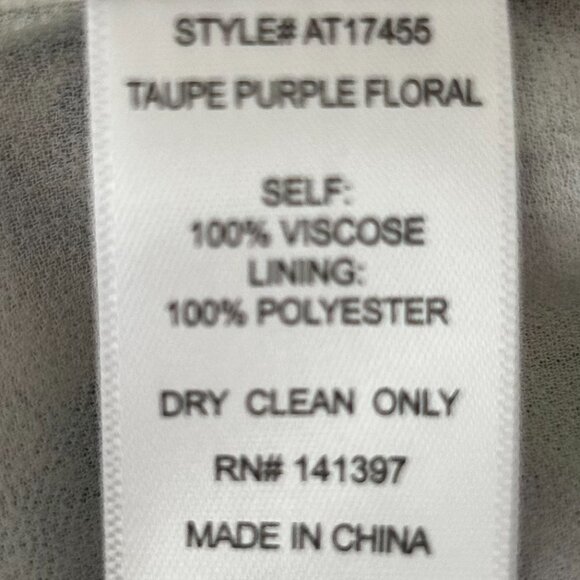 STYLE# AT17455
TAUPE PURPLE FLORAL
SELF:
100% VISCOSE
LINING:
100% POLYESTER
DRY CLEAN ONLY
RN# 141397
MADE IN CHINA